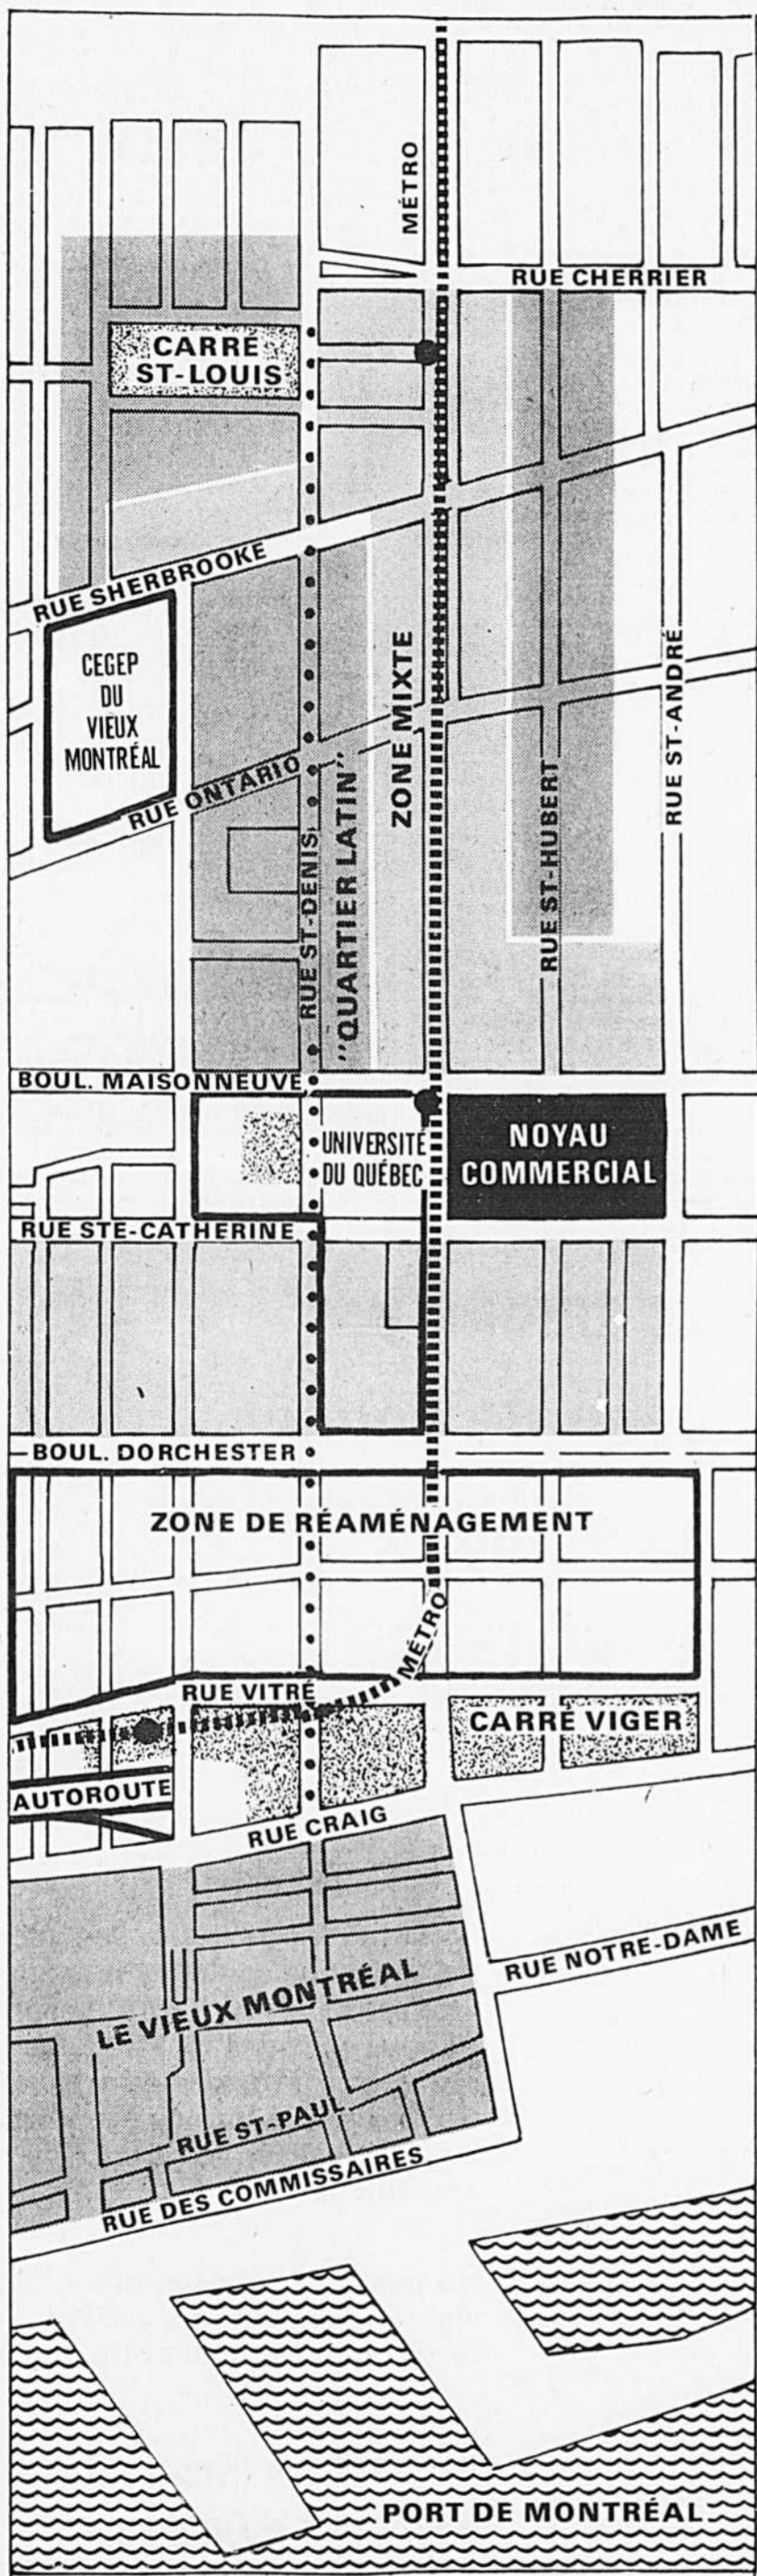 MÉTRO
RUE CHERRIER
CARRÉ
ST-LOUIS
RUE SHERBROOKE
CEGEP
DU
VIEUX
MONTRÉAL
ZONE MIXTE
RUE ST-ANDRÉ
RUE ONTARIO
RUE ST-DENIS
"QUARTIER LATIN"
RUE ST-HUBERT
BOUL. MAISONNEUVE
UNIVERSITÉ
DU QUÉBEC
NOYAU
COMMERCIAL
RUE STE-CATHERINE
BOUL. DORCHESTER
ZONE DE RÉAMÉNAGEMENT
MÉTRO
RUE VITRÉ
CARRÉ VIGER
AUTOROUTE
RUE CRAIG
RUE NOTRE-DAME
LE VIEUX MONTRÉAL
RUE ST-PAUL
RUE DES COMMISSAIRES
PORT DE MONTRÉAL